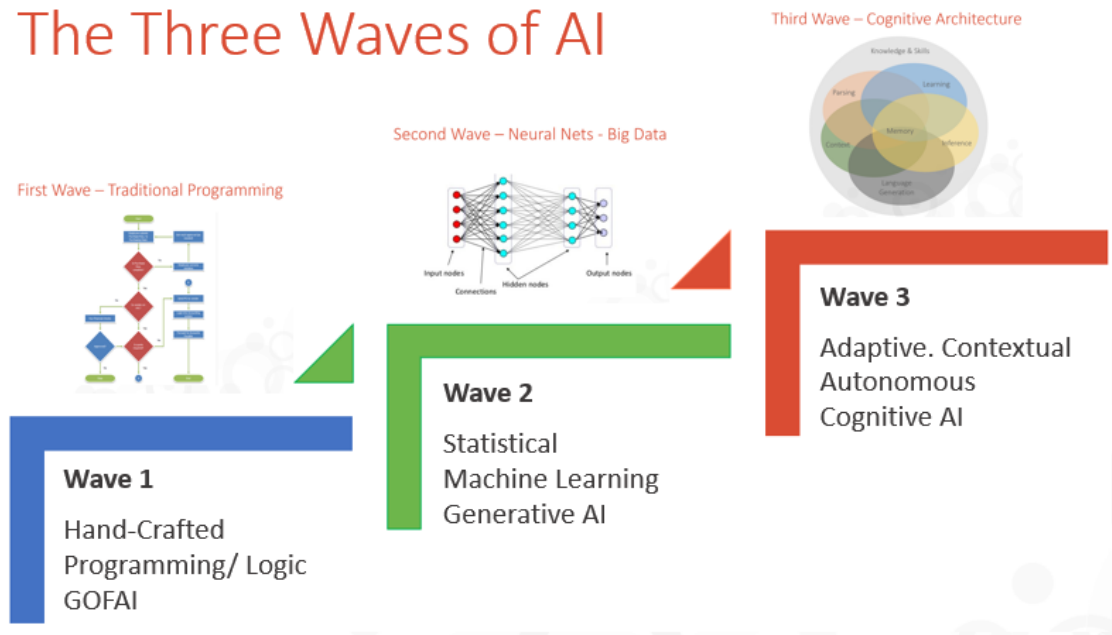 The Three Waves of AI
Third Wave – Cognitive Architecture
Knowledge & Skills
Parsing
Learning
Memory
Context
Inference
Language
Generation
Second Wave – Neural Nets - Big Data
Input nodes
Connections
Hidden nodes
Output nodes
First Wave – Traditional Programming
Wave 1
Hand-Crafted
Programming/ Logic
GOFAI
Wave 2
Statistical
Machine Learning
Generative AI
Wave 3
Adaptive. Contextual
Autonomous
Cognitive AI